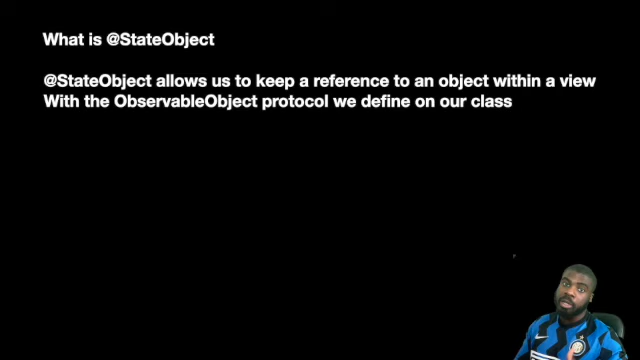 What is @StateObject
@StateObject allows us to keep a reference to an object within a view
With the ObservableObject protocol we define on our class